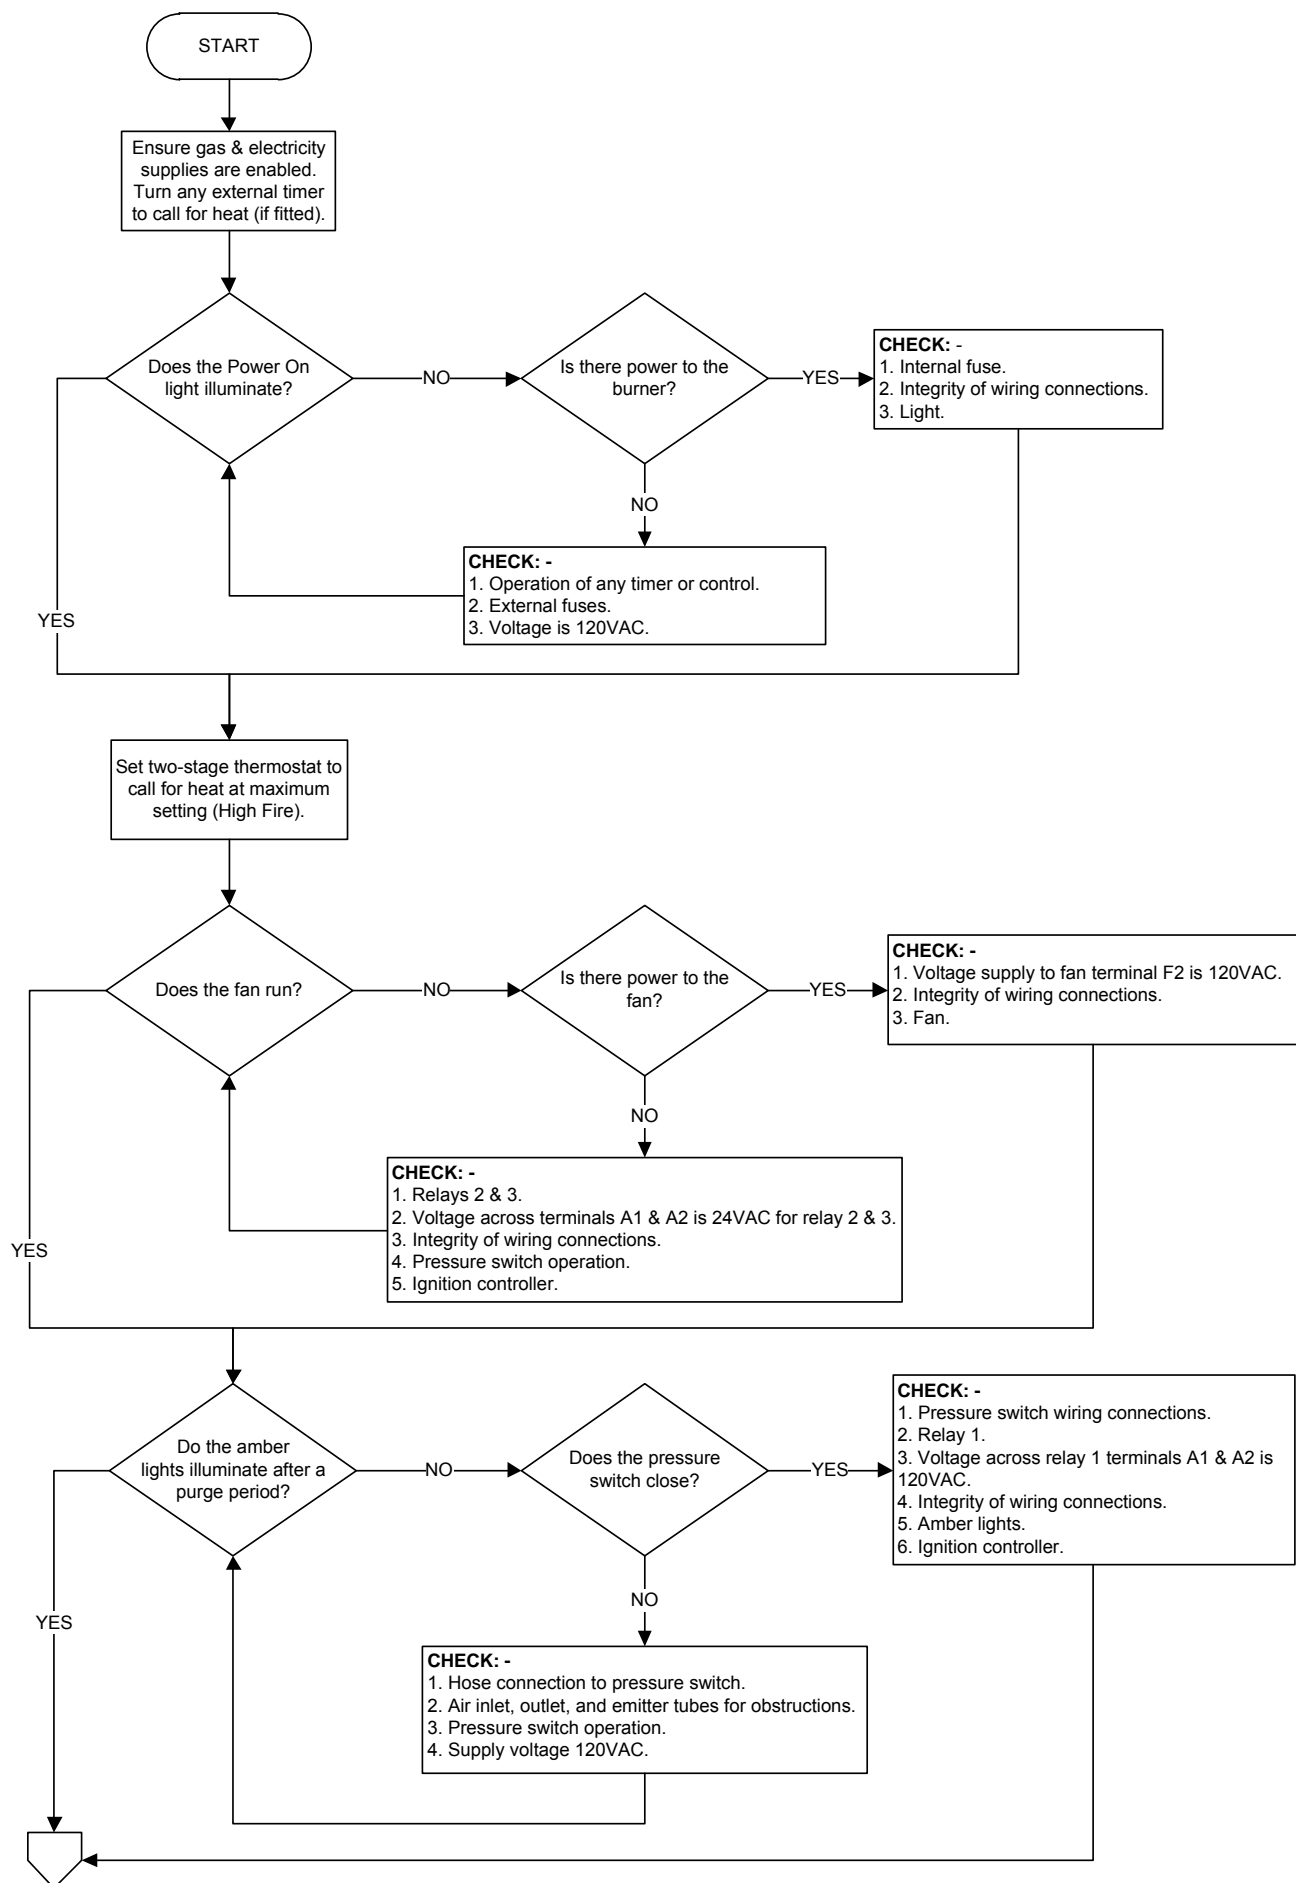 START
Ensure gas & electricity
supplies are enabled.
Turn any external timer
to call for heat (if fitted).
Does the Power On
light illuminate?
NO
Is there power to the
burner?
YES
CHECK: -
1. Internal fuse.
2. Integrity of wiring connections.
3. Light.
NO
CHECK: -
1. Operation of any timer or control.
2. External fuses.
3. Voltage is 120VAC.
YES
Set two-stage thermostat to
call for heat at maximum
setting (High Fire).
Does the fan run?
NO
Is there power to the
fan?
YES
CHECK: -
1. Voltage supply to fan terminal F2 is 120VAC.
2. Integrity of wiring connections.
3. Fan.
NO
CHECK: -
1. Relays 2 & 3.
2. Voltage across terminals A1 & A2 is 24VAC for relay 2 & 3.
3. Integrity of wiring connections.
4. Pressure switch operation.
5. Ignition controller.
YES
Do the amber
lights illuminate after a
purge period?
NO
Does the pressure
switch close?
YES
CHECK: -
1. Pressure switch wiring connections.
2. Relay 1.
3. Voltage across relay 1 terminals A1 & A2 is
120VAC.
4. Integrity of wiring connections.
5. Amber lights.
6. Ignition controller.
NO
CHECK: -
1. Hose connection to pressure switch.
2. Air inlet, outlet, and emitter tubes for obstructions.
3. Pressure switch operation.
4. Supply voltage 120VAC.
YES